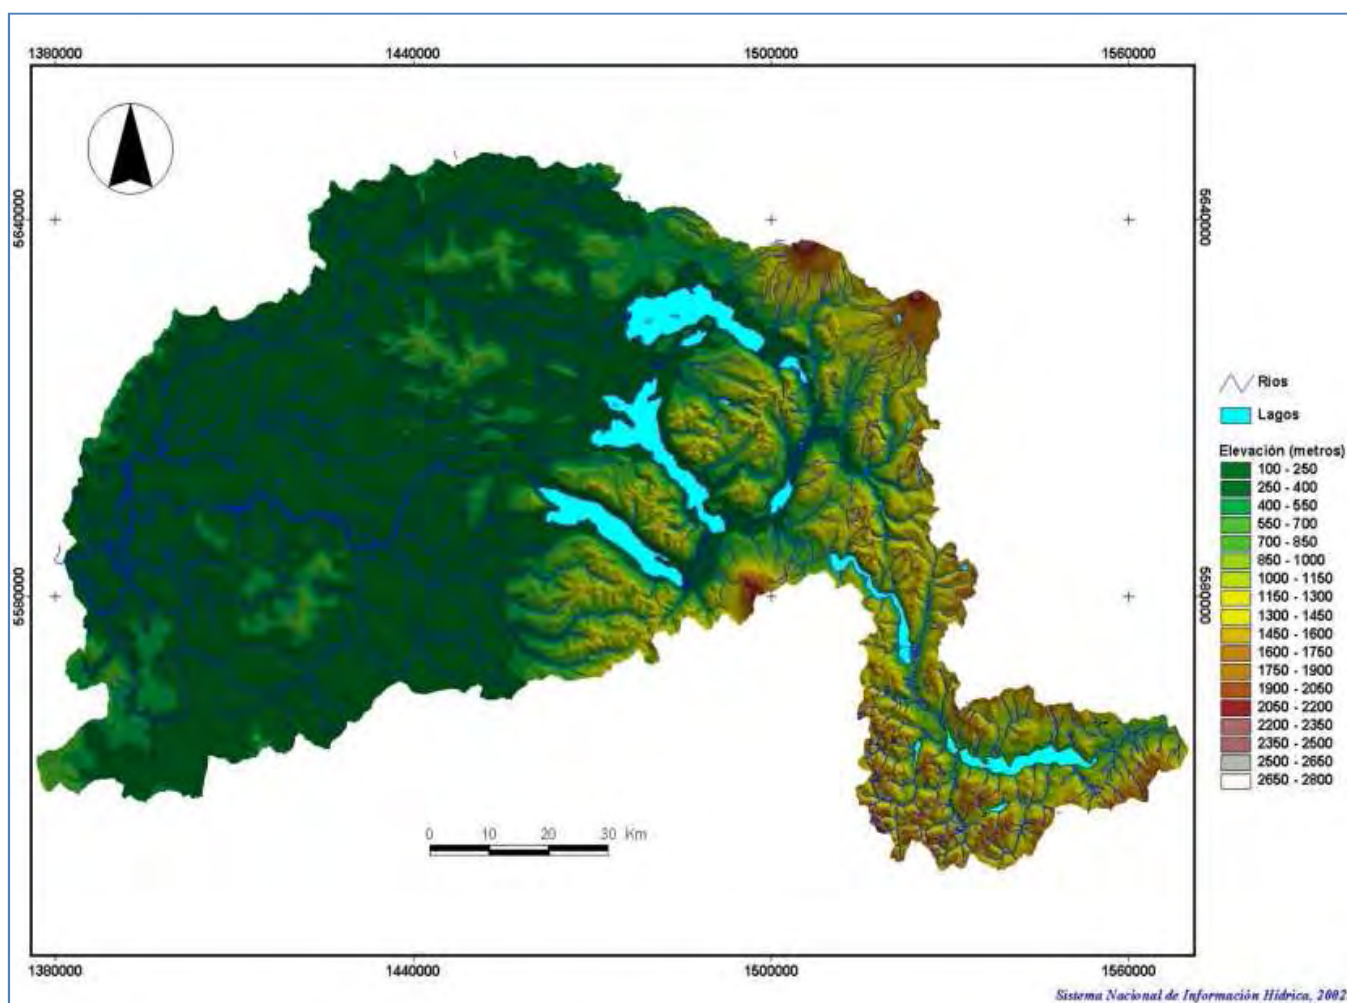 1380000 1440000 1500000 1560000
5640000 5640000
Ríos
Lagos
Elevación (metros)
100 - 250
250 - 400
400 - 550
550 - 700
700 - 850
850 - 1000
1000 - 1150
1150 - 1300
1300 - 1450
1450 - 1600
1600 - 1750
1750 - 1900
1900 - 2050
2050 - 2200
2200 - 2350
2350 - 2500
2500 - 2650
2650 - 2800
5580000 5580000
0 10 20 30 Km
1380000 1440000 1500000 1560000
Sistema Nacional de Información Hídrica, 2002